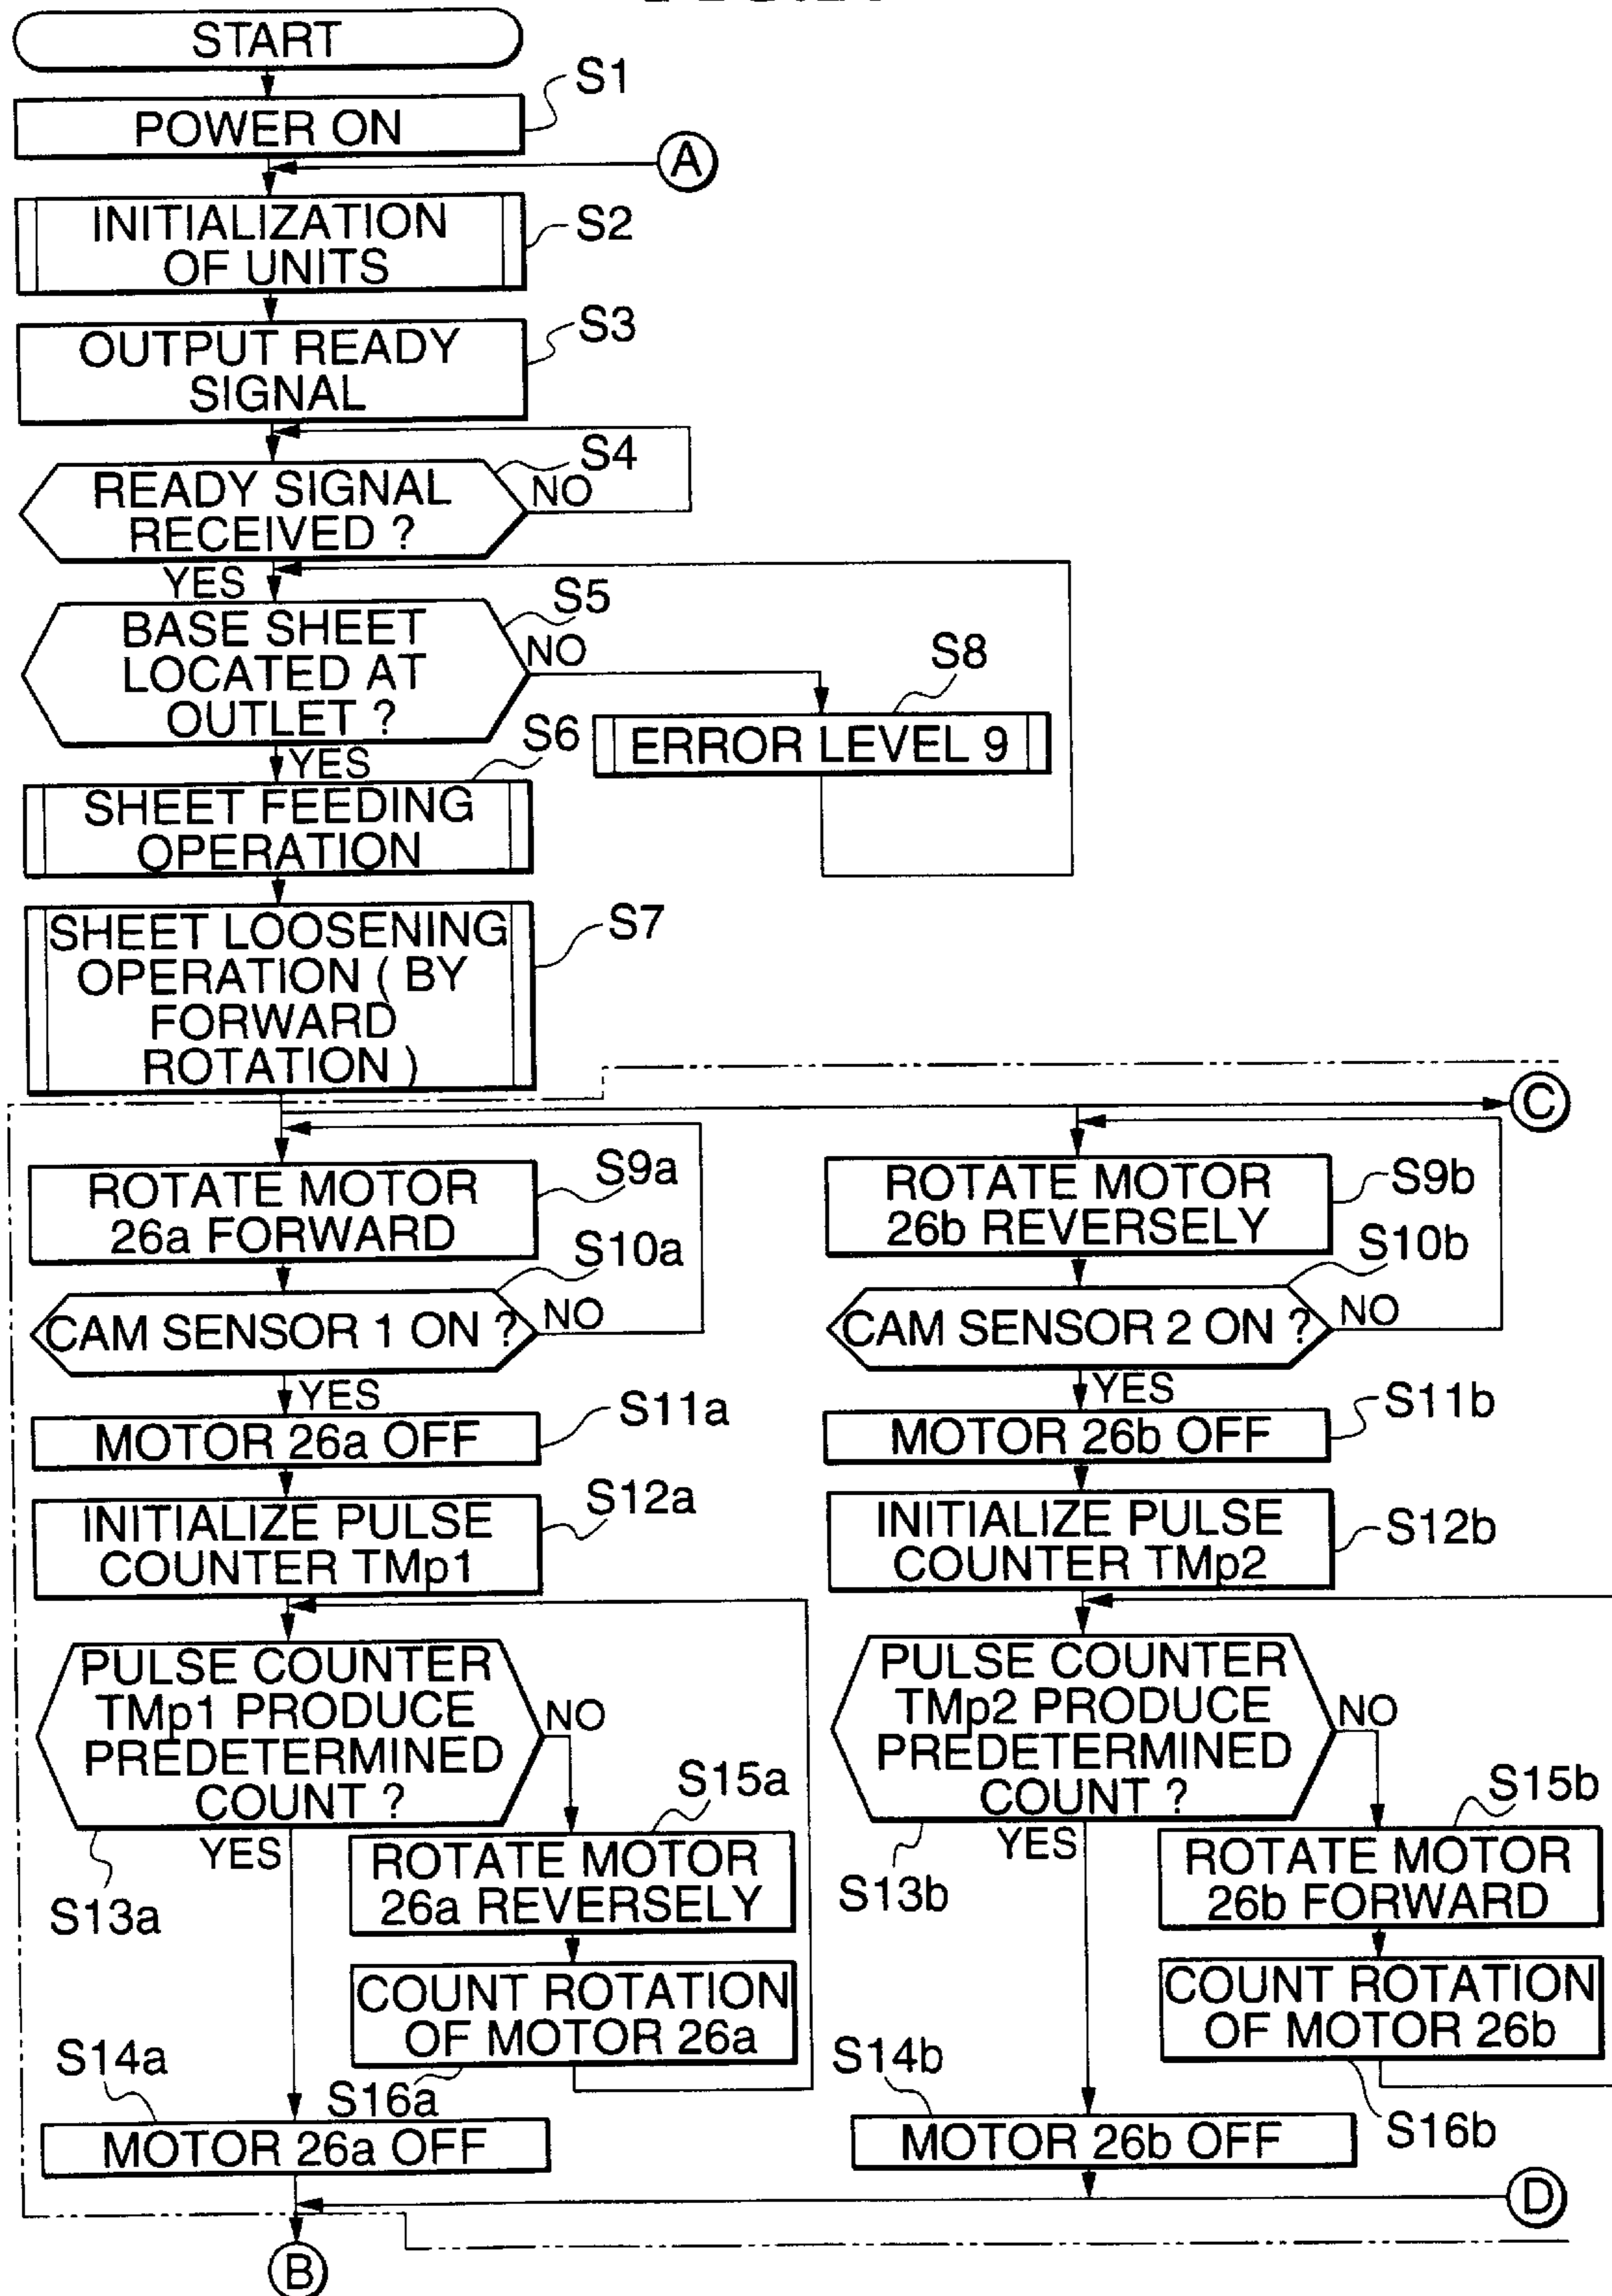 START
S1
POWER ON
A
INITIALIZATION
OF UNITS
S2
OUTPUT READY
SIGNAL
S3
S4
READY SIGNAL
RECEIVED ?
NO
YES
S5
BASE SHEET
LOCATED AT
OUTLET ?
NO
S8
ERROR LEVEL 9
YES
S6
SHEET FEEDING
OPERATION
SHEET LOOSENING
OPERATION ( BY
FORWARD
ROTATION )
S7
C
ROTATE MOTOR
26a FORWARD
S9a
S10a
CAM SENSOR 1 ON ?
NO
YES
MOTOR 26a OFF
S11a
INITIALIZE PULSE
COUNTER TMp1
S12a
PULSE COUNTER
TMp1 PRODUCE
PREDETERMINED
COUNT ?
NO
S13a
YES
S15a
ROTATE MOTOR
26a REVERSELY
COUNT ROTATION
OF MOTOR 26a
S16a
S14a
MOTOR 26a OFF
ROTATE MOTOR
26b REVERSELY
S9b
S10b
CAM SENSOR 2 ON ?
NO
YES
MOTOR 26b OFF
S11b
INITIALIZE PULSE
COUNTER TMp2
S12b
PULSE COUNTER
TMp2 PRODUCE
PREDETERMINED
COUNT ?
NO
S13b
YES
S15b
ROTATE MOTOR
26b FORWARD
COUNT ROTATION
OF MOTOR 26b
S16b
S14b
MOTOR 26b OFF
D
B